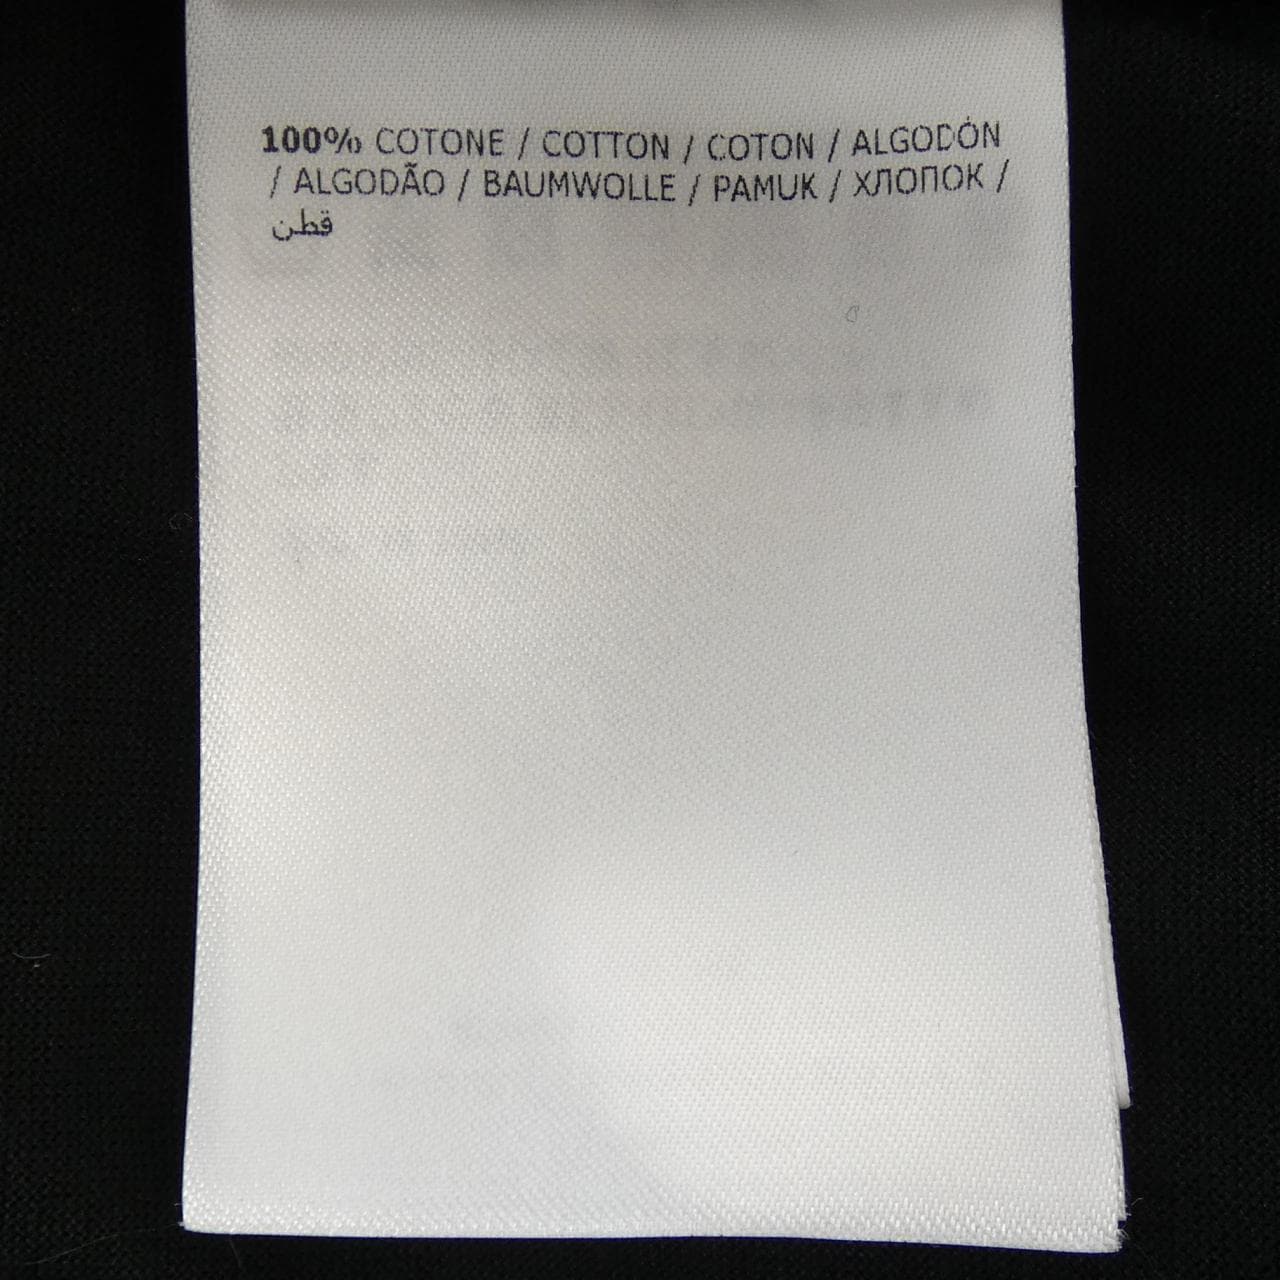 100% COTONE / COTTON / COTON / ALGODÓN
/ ALGODÃO / BAUMWOLLE / PAMUK / ХЛОПОК /
قطن